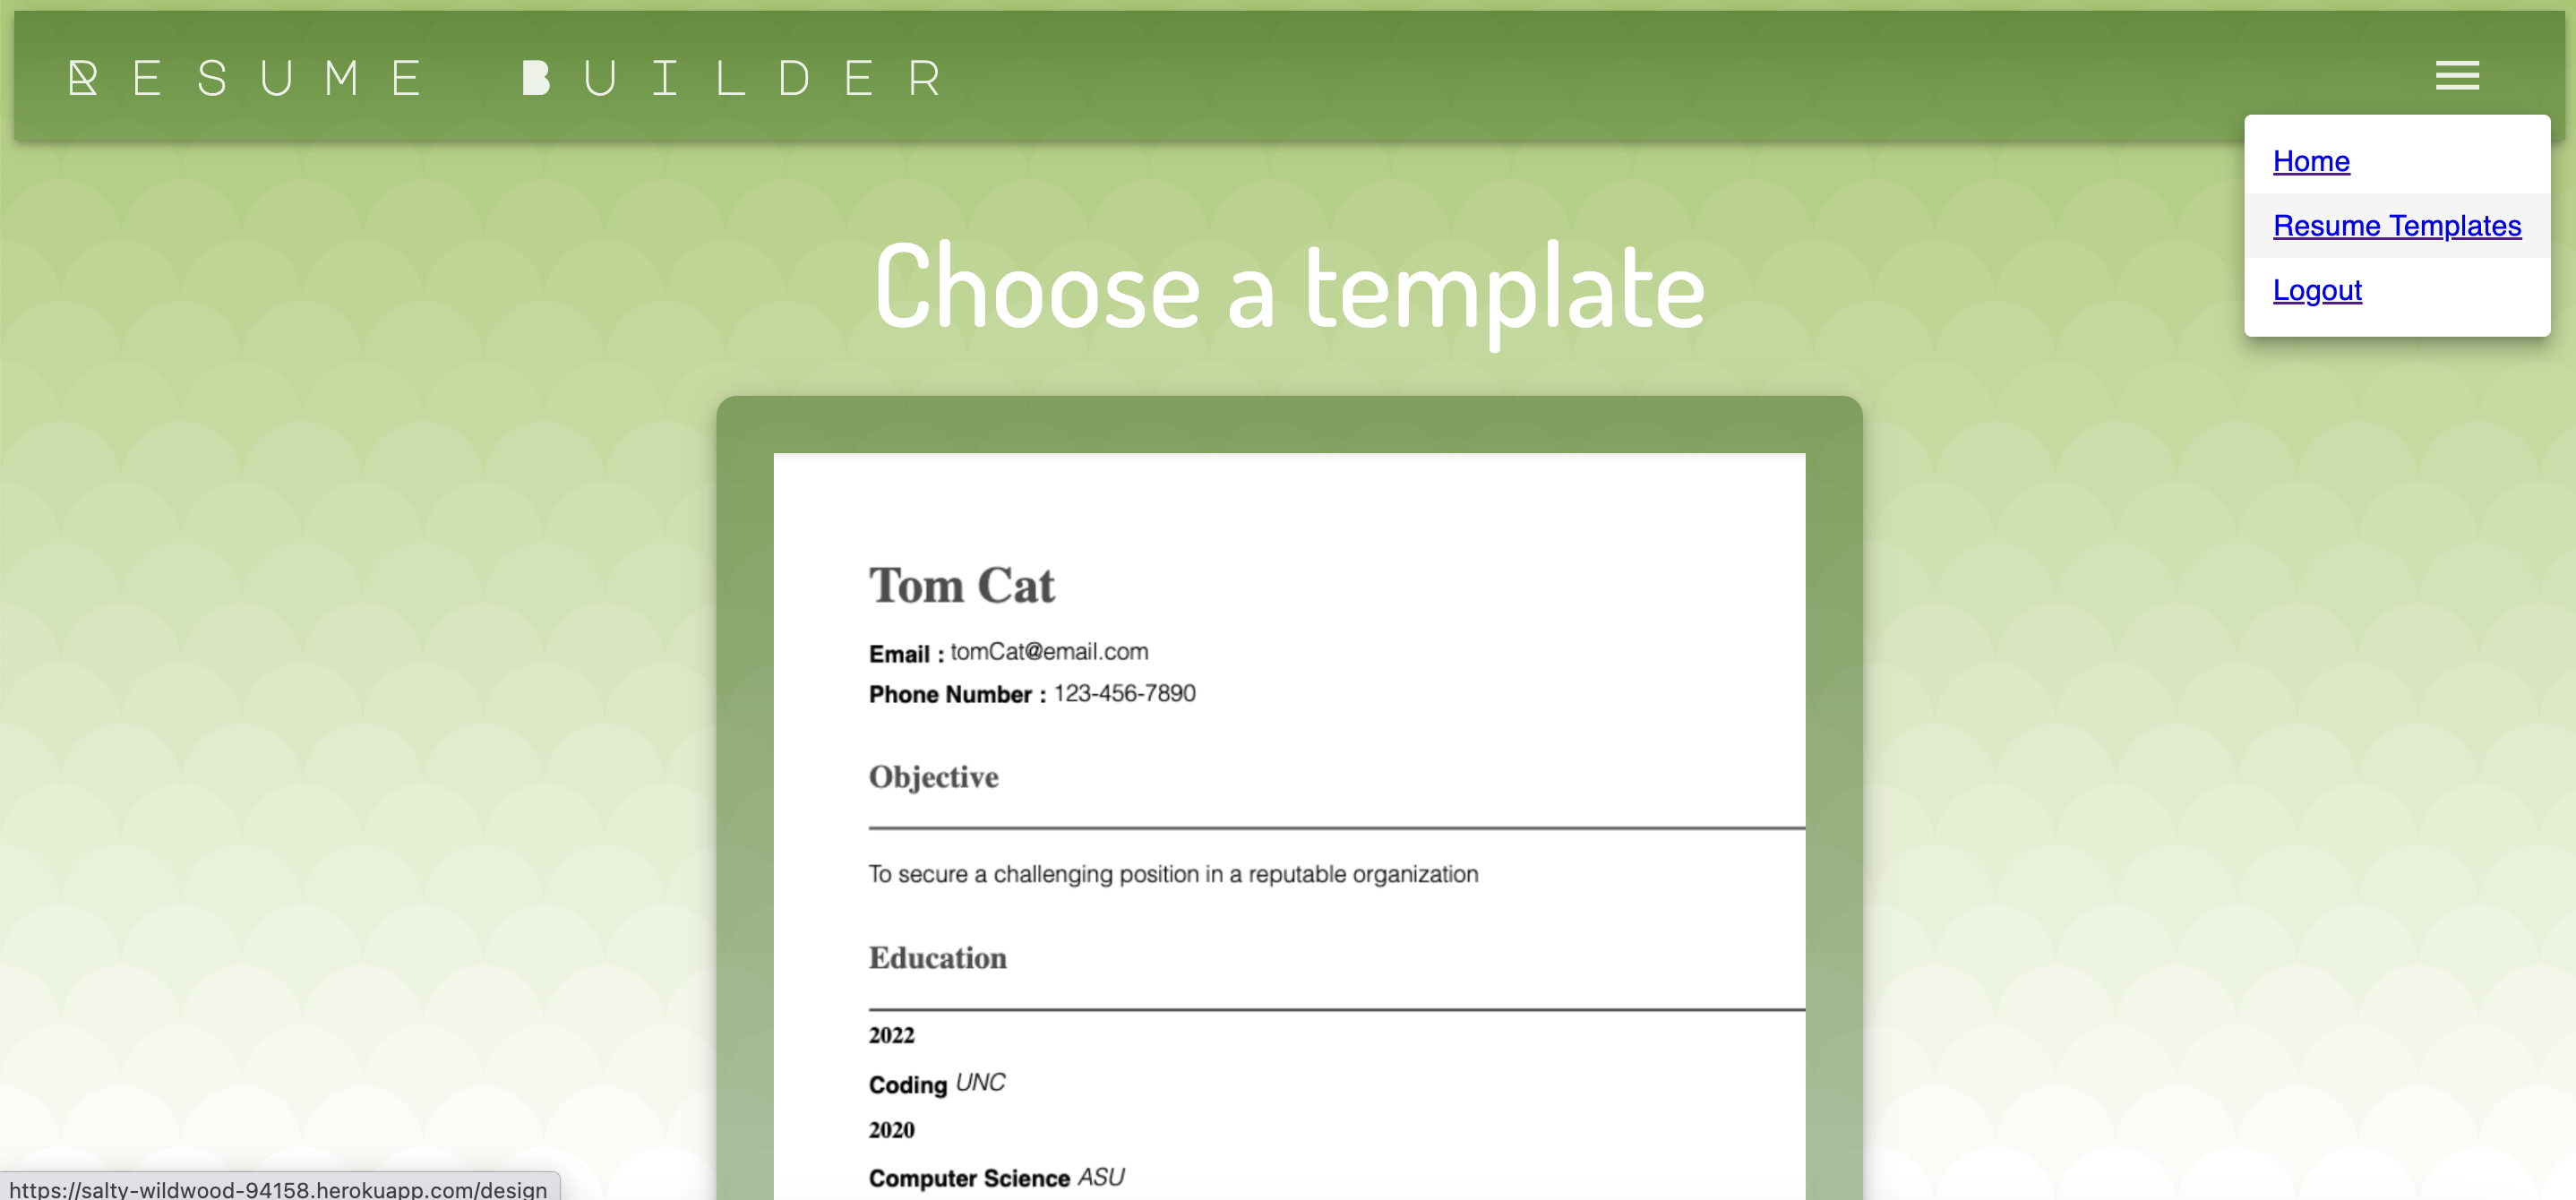 RESUME BUILDER
Home
Resume Templates
Logout
Choose a template
Tom Cat
Email : tomCat@email.com
Phone Number : 123-456-7890
Objective
To secure a challenging position in a reputable organization
Education
2022
Coding UNC
2020
Computer Science ASU
https://salty-wildwood-94158.herokuapp.com/design